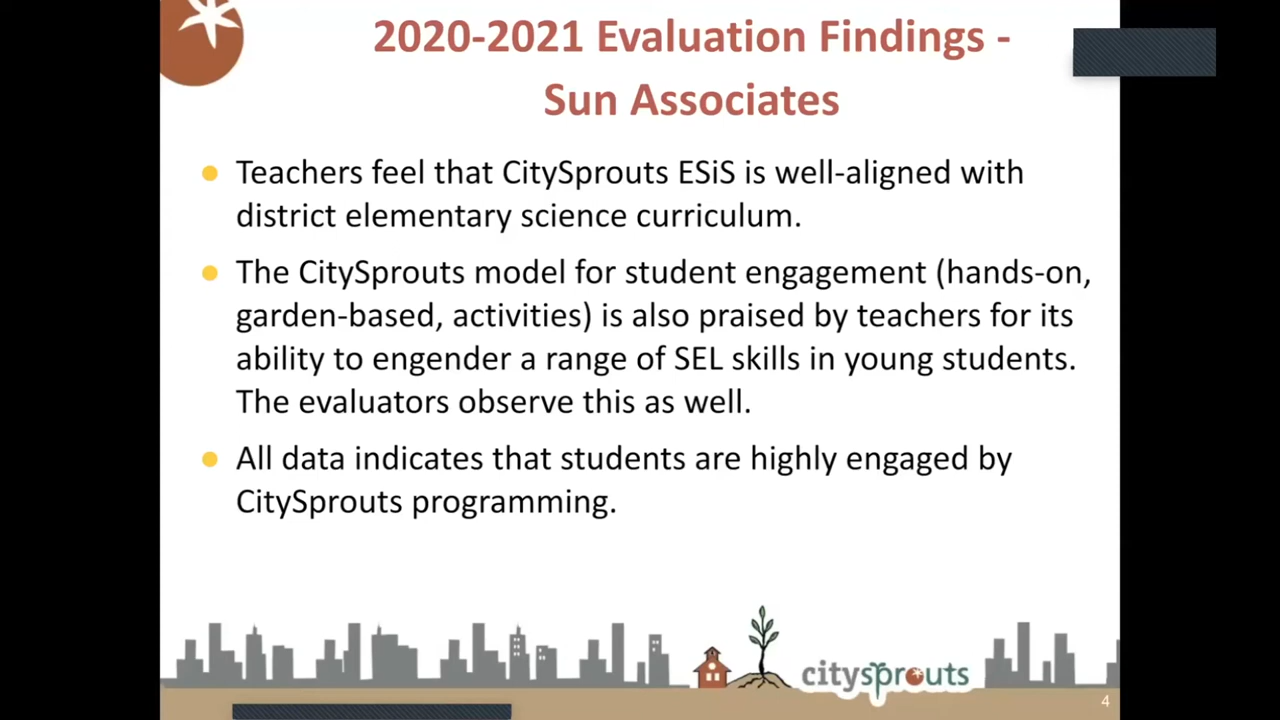 2020-2021 Evaluation Findings -
Sun Associates
Teachers feel that CitySprouts ESiS is well-aligned with
district elementary science curriculum.
The CitySprouts model for student engagement (hands-on,
garden-based, activities) is also praised by teachers for its
ability to engender a range of SEL skills in young students.
The evaluators observe this as well.
All data indicates that students are highly engaged by
CitySprouts programming.
citysprouts
4